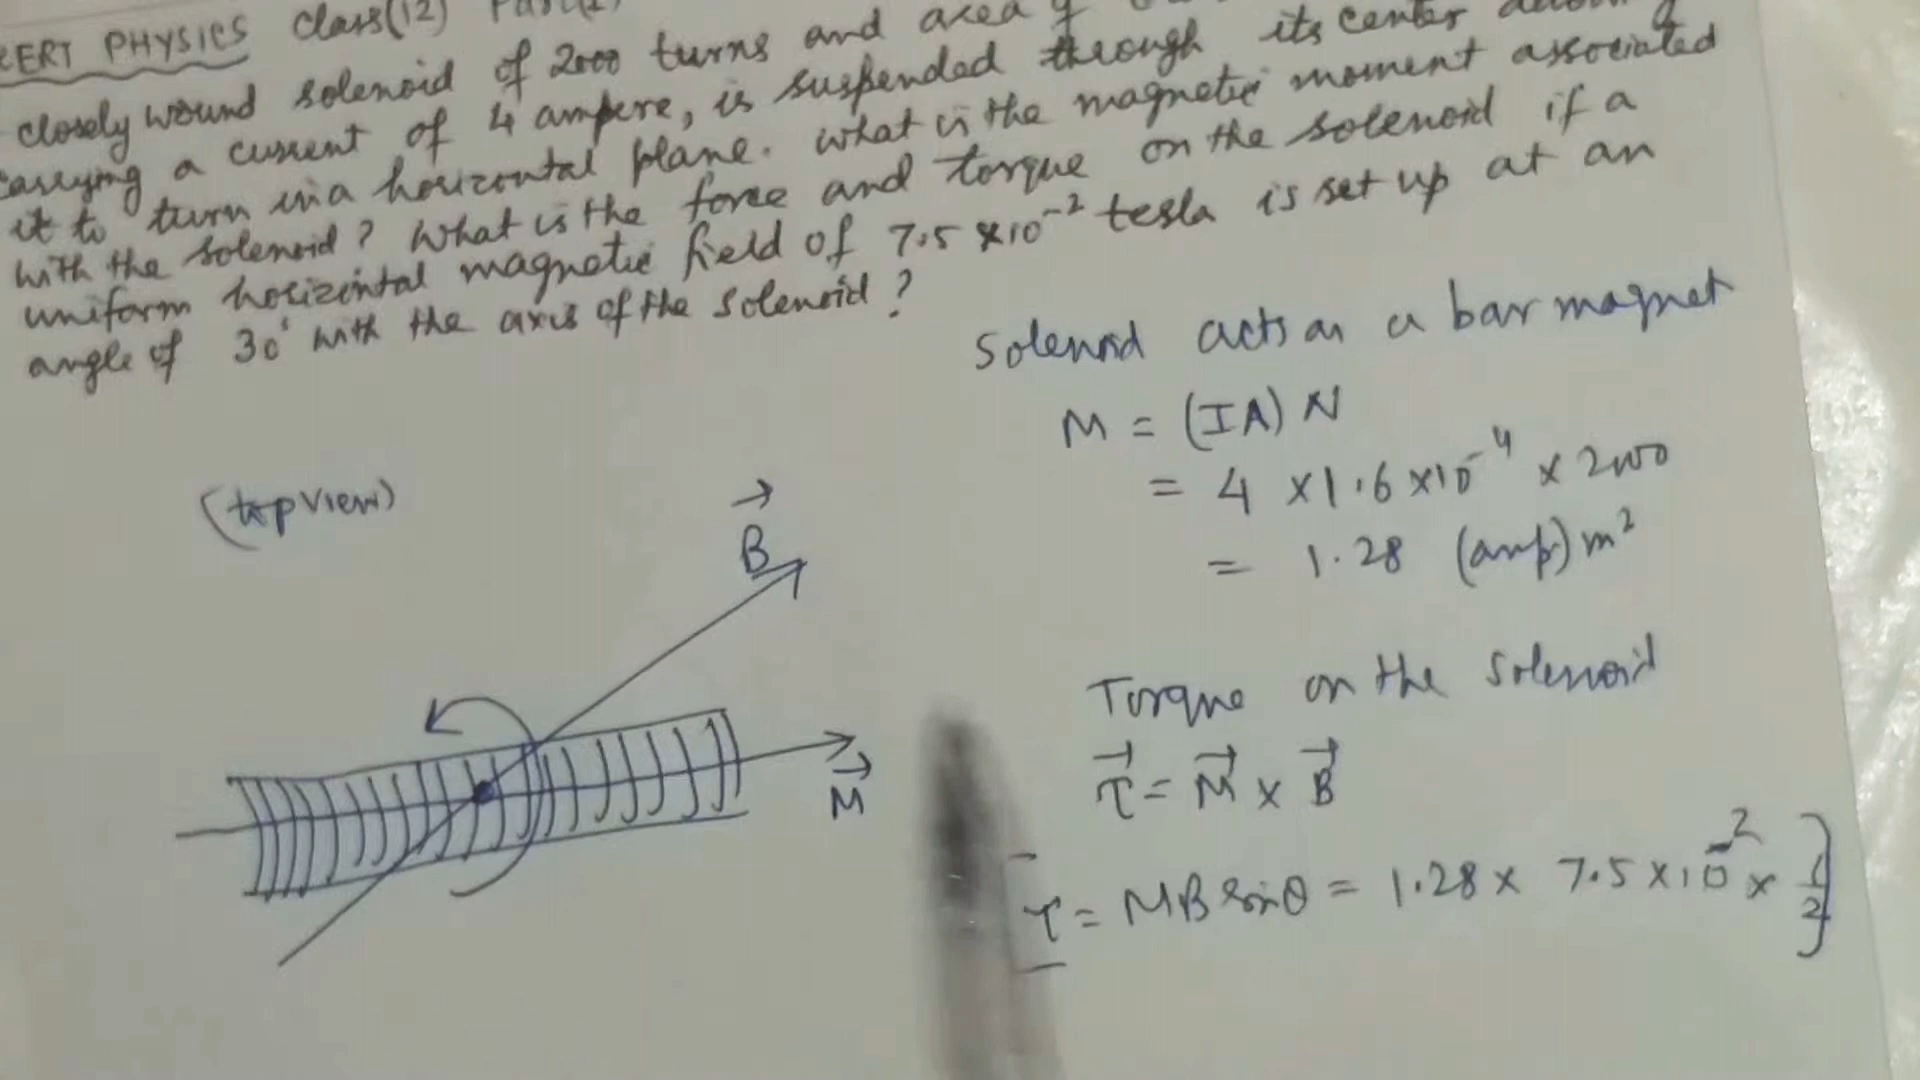 CERT PHYSICS Class(12)
closely wound solenoid of 2000 turns and area of
carrying a current of 4 ampere, is suspended through its center
it to turn in a horizontal plane. what is the magnetic moment associated
with the solenoid? What is the force and torque on the solenoid if a
uniform horizontal magnetic field of 7.5 × 10⁻² tesla is set up at an
angle of 30° with the axis of the solenoid?
Solenoid acts as a bar magnet
M = (IA) N
= 4 × 1.6 × 10⁻⁴ × 2000
= 1.28 (amp) m²
(top view)
B⃗
M⃗
Torque on the solenoid
τ⃗ = M⃗ × B⃗
[τ = MB sinθ = 1.28 × 7.5 × 10⁻² × 1/2]